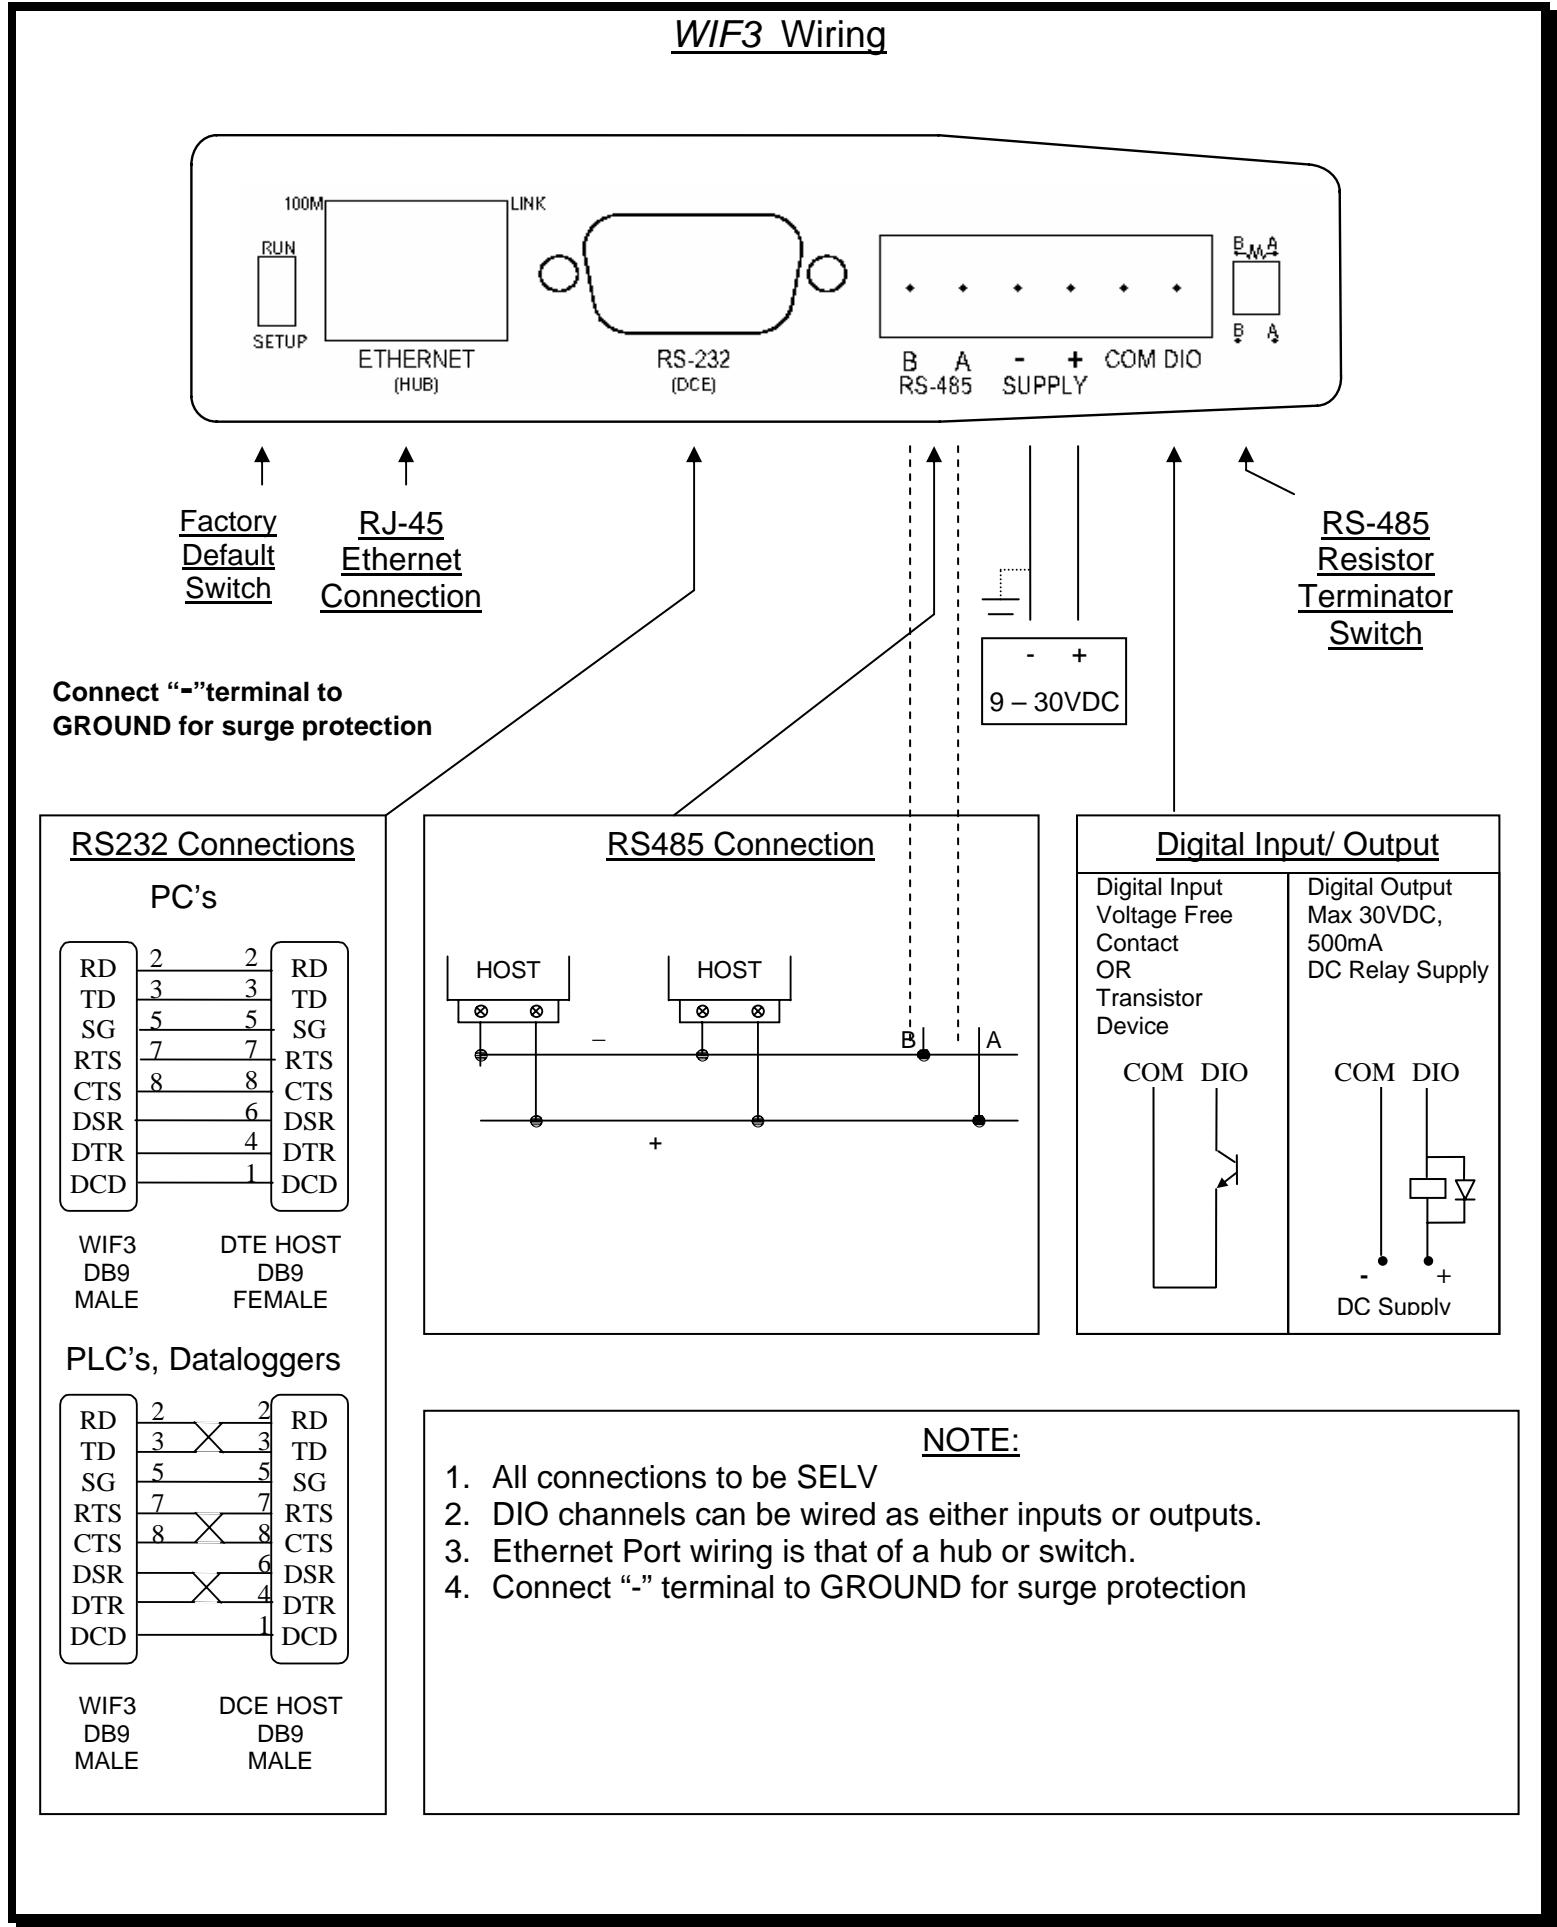 WIF3 Wiring
100M
LINK
RUN
SETUP
ETHERNET
(HUB)
RS-232
(DCE)
B A - + COM DIO
RS-485 SUPPLY
B A
B A
Factory
Default
Switch
RJ-45
Ethernet
Connection
RS-485
Resistor
Terminator
Switch
- +
9 – 30VDC
Connect “-”terminal to
GROUND for surge protection
RS232 Connections
PC’s
RD 2 2 RD
TD 3 3 TD
SG 5 5 SG
RTS 7 7 RTS
CTS 8 8 CTS
DSR 6 DSR
DTR 4 DTR
DCD 1 DCD
WIF3 DTE HOST
DB9 DB9
MALE FEMALE
PLC’s, Dataloggers
RD 2 2 RD
TD 3 3 TD
SG 5 5 SG
RTS 7 7 RTS
CTS 8 8 CTS
DSR 6 DSR
DTR 4 DTR
DCD 1 DCD
WIF3 DCE HOST
DB9 DB9
MALE MALE
RS485 Connection
HOST HOST
– B A
+
Digital Input/ Output
Digital Input
Voltage Free
Contact
OR
Transistor
Device
COM DIO
Digital Output
Max 30VDC,
500mA
DC Relay Supply
COM DIO
- +
DC Supply
NOTE:
1. All connections to be SELV
2. DIO channels can be wired as either inputs or outputs.
3. Ethernet Port wiring is that of a hub or switch.
4. Connect “-” terminal to GROUND for surge protection